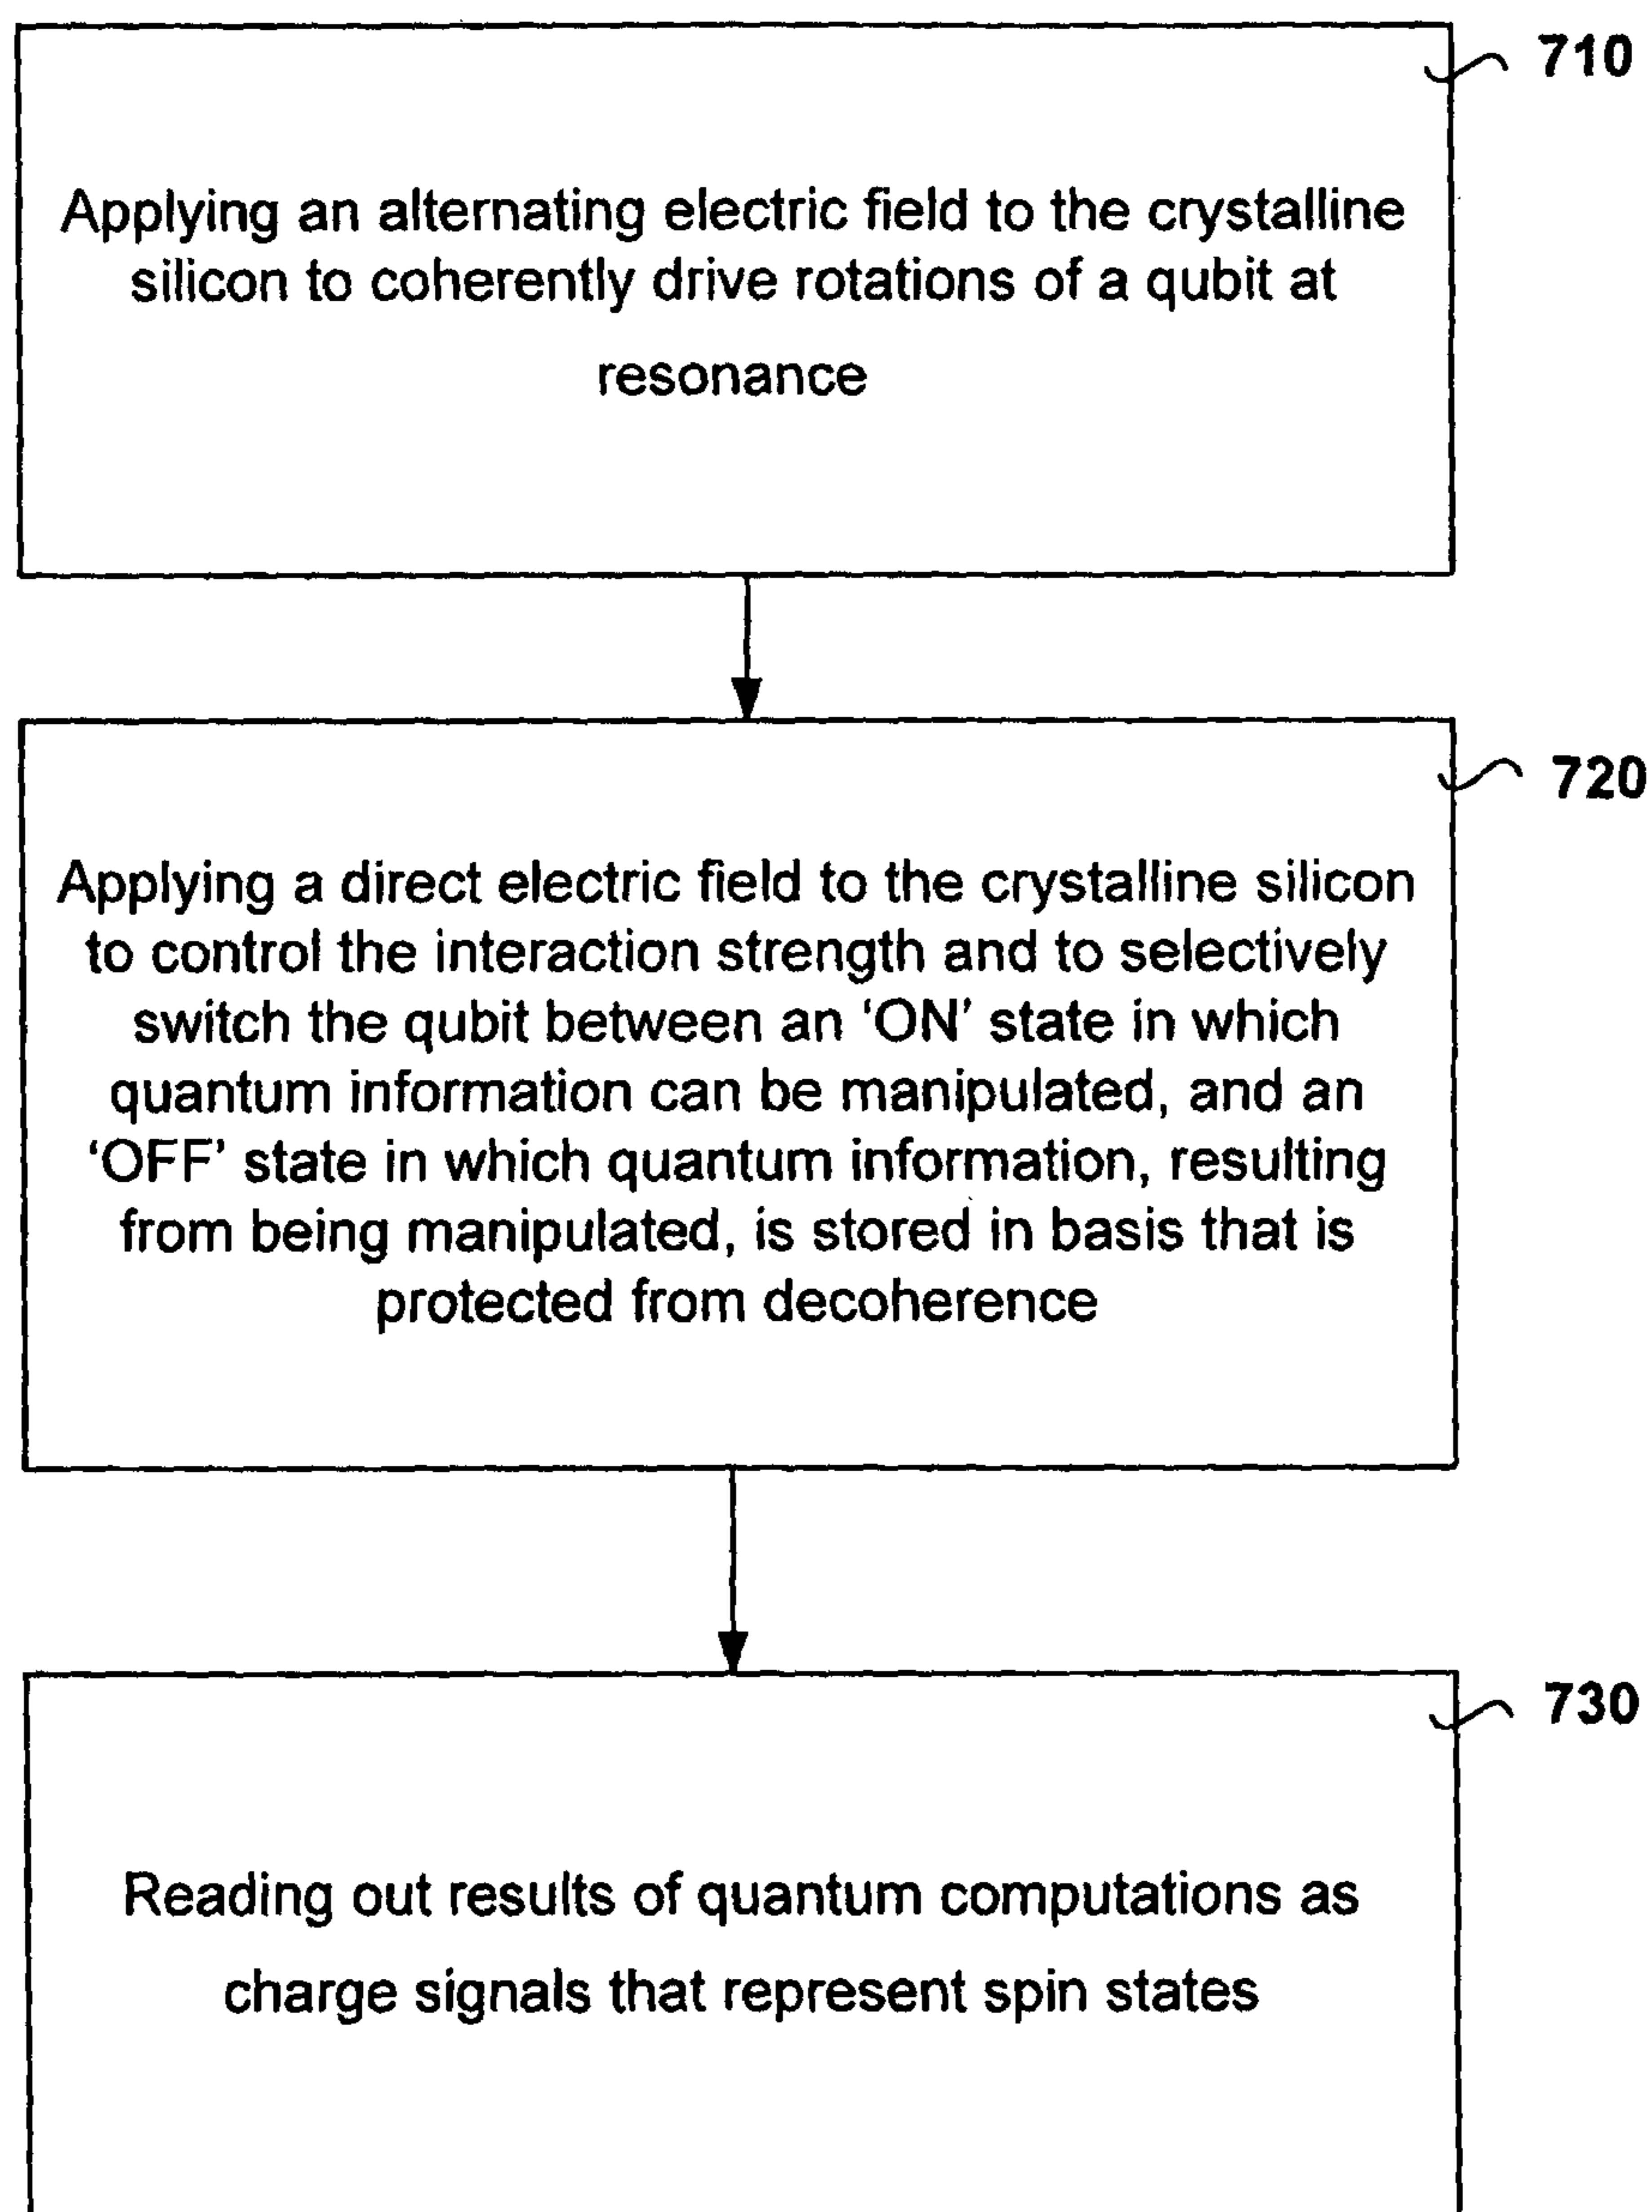 710
Applying an alternating electric field to the crystalline
silicon to coherently drive rotations of a qubit at
resonance
720
Applying a direct electric field to the crystalline silicon
to control the interaction strength and to selectively
switch the qubit between an ‘ON’ state in which
quantum information can be manipulated, and an
‘OFF’ state in which quantum information, resulting
from being manipulated, is stored in basis that is
protected from decoherence
730
Reading out results of quantum computations as
charge signals that represent spin states